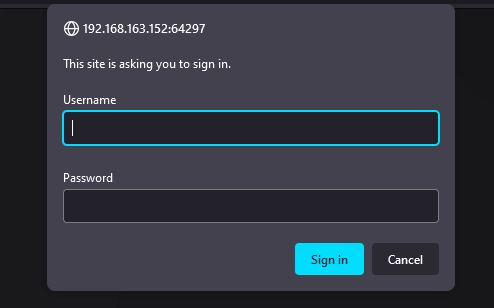 192.168.163.152:64297
This site is asking you to sign in.
Username
Password
Sign in
Cancel